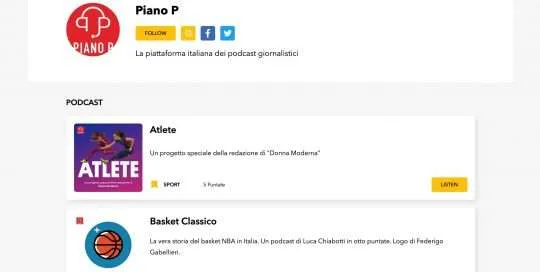 PIANO P
Piano P
FOLLOW
La piattaforma italiana dei podcast giornalistici
PODCAST
ATLETE
Atlete
Un progetto speciale della redazione di "Donna Moderna"
SPORT
5 Puntate
LISTEN
Basket Classico
La vera storia del basket NBA in Italia. Un podcast di Luca Chiabotti in otto puntate. Logo di Federigo
Gabellieri.